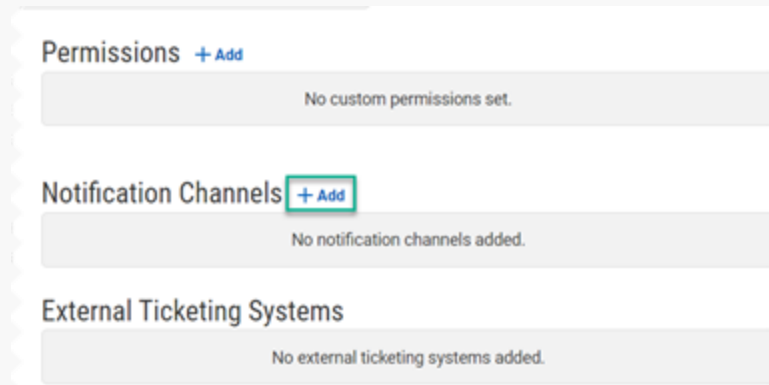 Permissions + Add
No custom permissions set.
Notification Channels + Add
No notification channels added.
External Ticketing Systems
No external ticketing systems added.